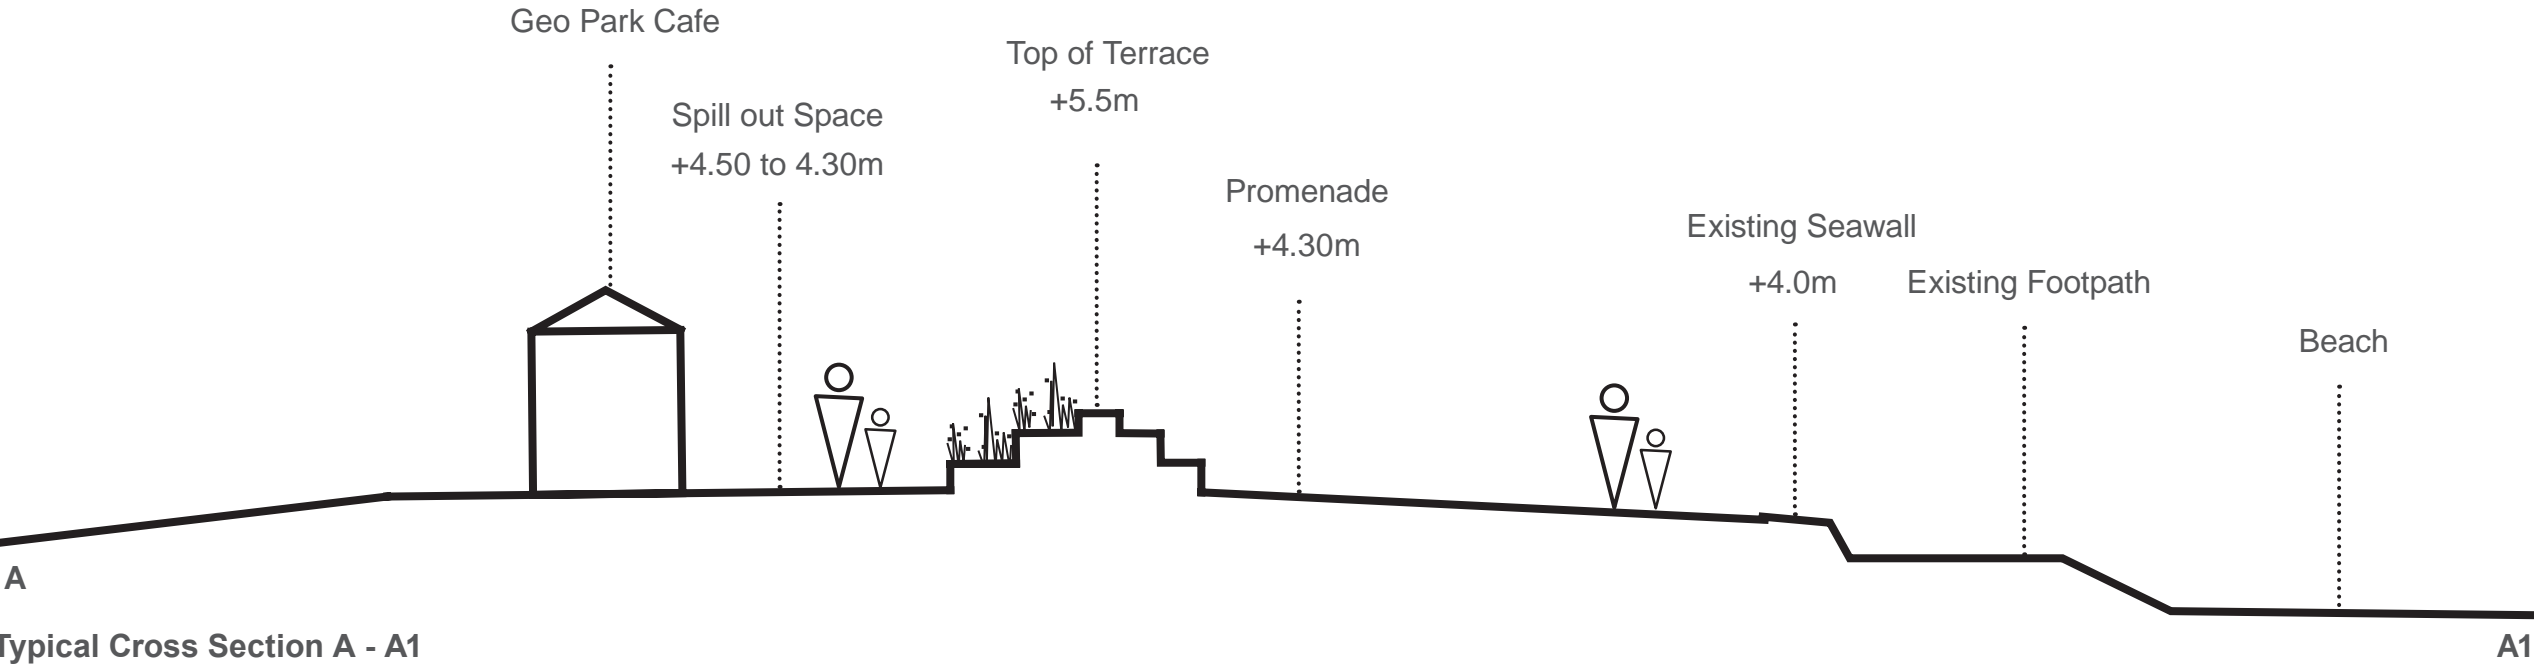 Geo Park Cafe
Spill out Space
+4.50 to 4.30m
Top of Terrace
+5.5m
Promenade
+4.30m
Existing Seawall
+4.0m
Existing Footpath
Beach
A
Typical Cross Section A - A1
A1